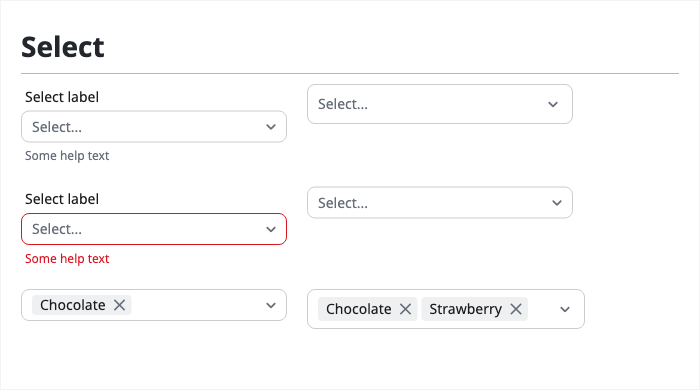 Select
Select label
Select...
Select...
Some help text
Select label
Select...
Select...
Some help text
Chocolate
Chocolate Strawberry